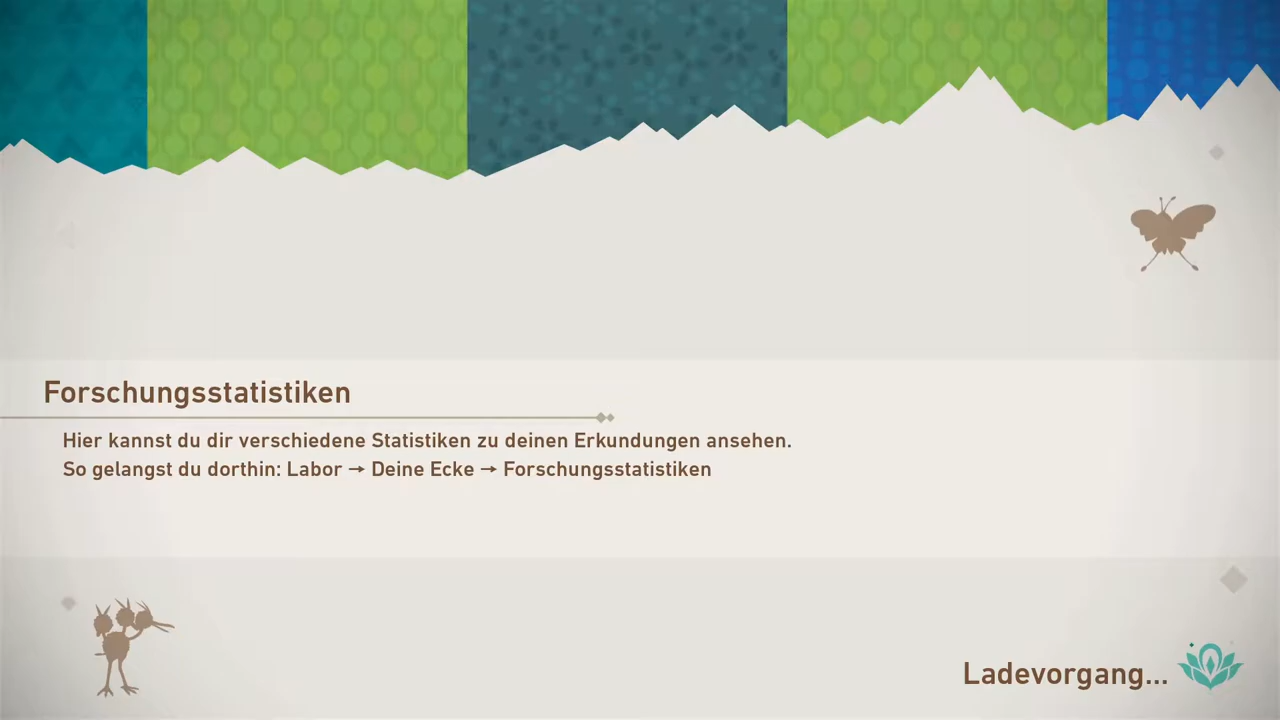 Forschungsstatistiken
Hier kannst du dir verschiedene Statistiken zu deinen Erkundungen ansehen.
So gelangst du dorthin: Labor → Deine Ecke → Forschungsstatistiken
Ladevorgang...